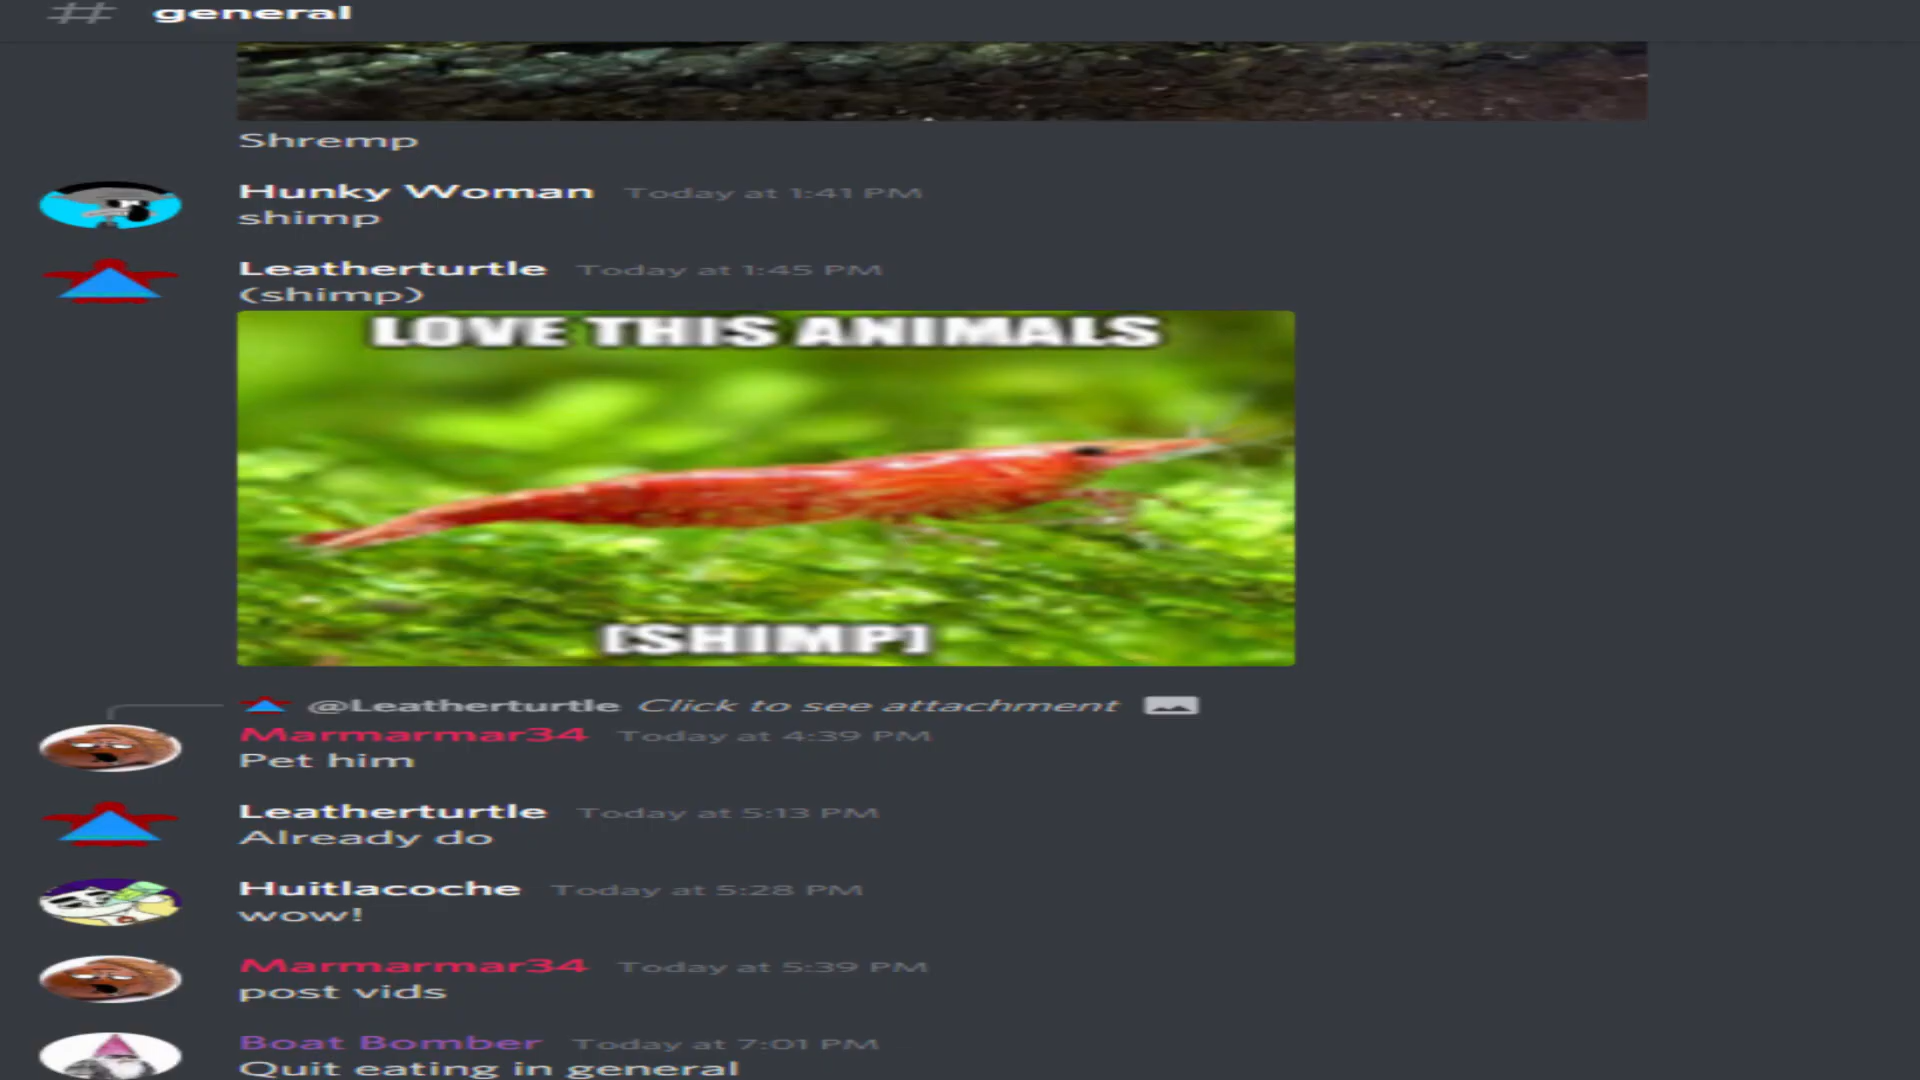 # general
Shremp
Hunky Woman Today at 1:41 PM
shimp
Leatherturtle Today at 1:45 PM
(shimp)
LOVE THIS ANIMALS
[SHIMP]
@Leatherturtle Click to see attachment
Marmarmar34 Today at 4:39 PM
Pet him
Leatherturtle Today at 5:13 PM
Already do
Huitlacoche Today at 5:28 PM
wow!
Marmarmar34 Today at 5:39 PM
post vids
Boat Bomber Today at 7:01 PM
Quit eating in general